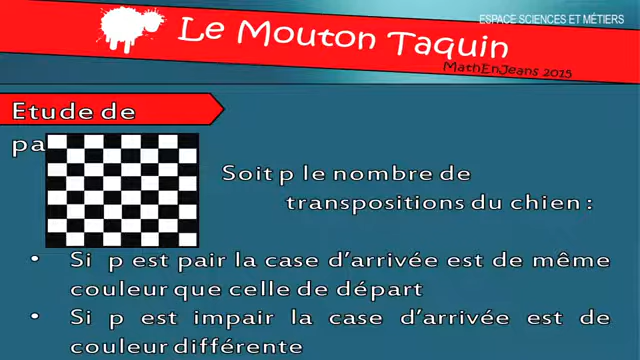 ESPACE SCIENCES ET MÉTIERS
Le Mouton Taquin
MathEnJeans 2015
Etude de
pa
Soit p le nombre de
transpositions du chien :
• Si p est pair la case d’arrivée est de même
couleur que celle de départ
• Si p est impair la case d’arrivée est de
couleur différente